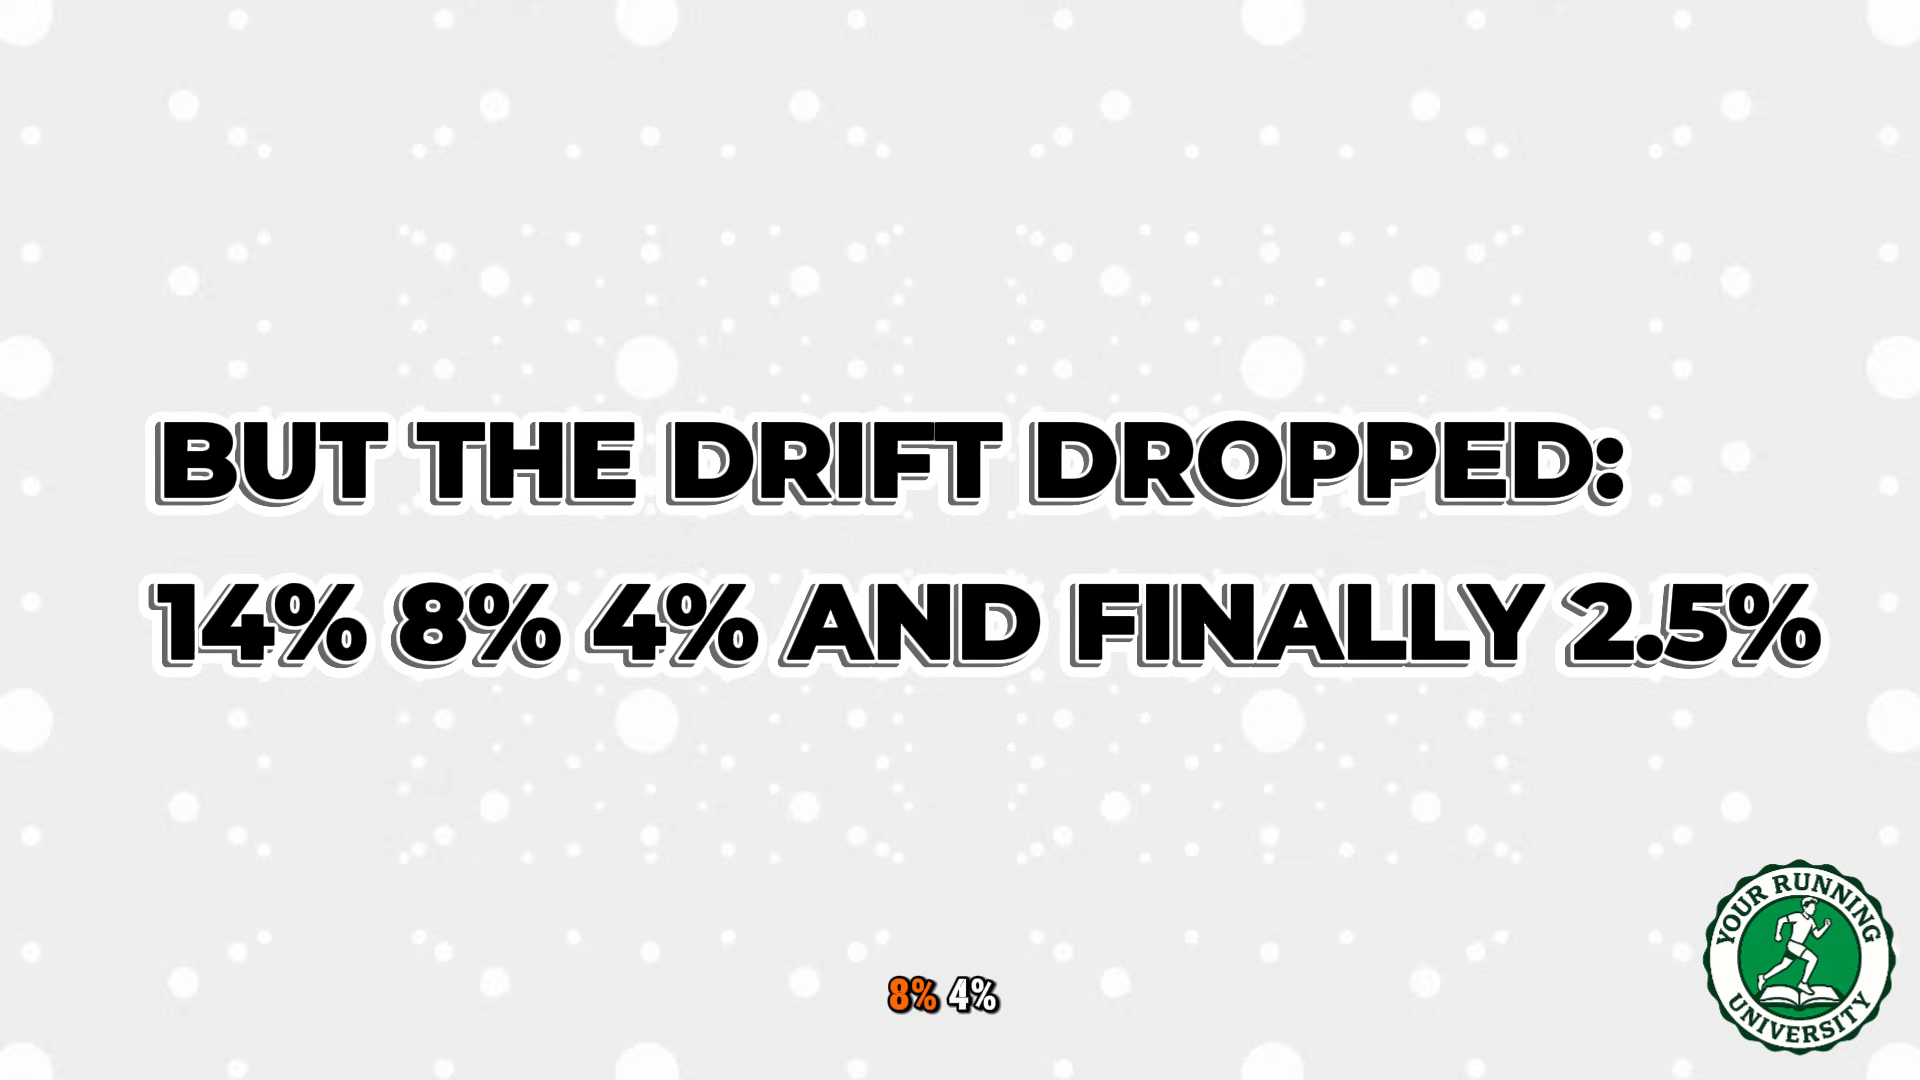 BUT THE DRIFT DROPPED:
14% 8% 4% AND FINALLY 2.5%
8% 4%
YOUR RUNNING
UNIVERSITY